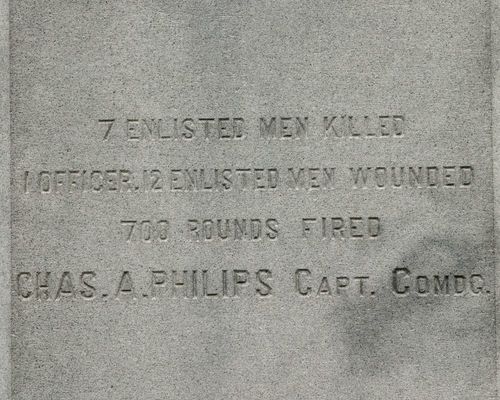 7 ENLISTED MEN KILLED
1 OFFICER. 12 ENLISTED MEN WOUNDED
700 ROUNDS FIRED
CHAS. A. PHILIPS CAPT. COMDG.